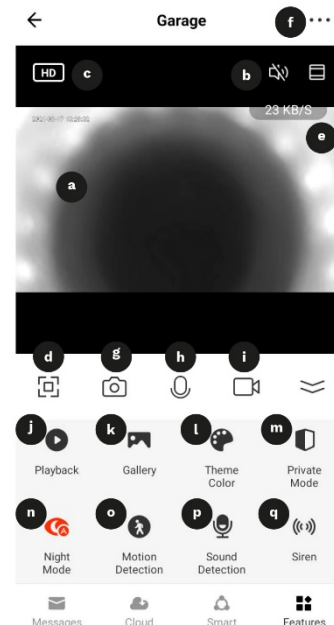 Garage
f
HD
c
b
23 KB/S
e
a
d
g
h
i
j
k
l
m
Playback
Gallery
Theme
Color
Private
Mode
n
o
p
q
Night
Mode
Motion
Detection
Sound
Detection
Siren
Messages
Cloud
Smart
Features